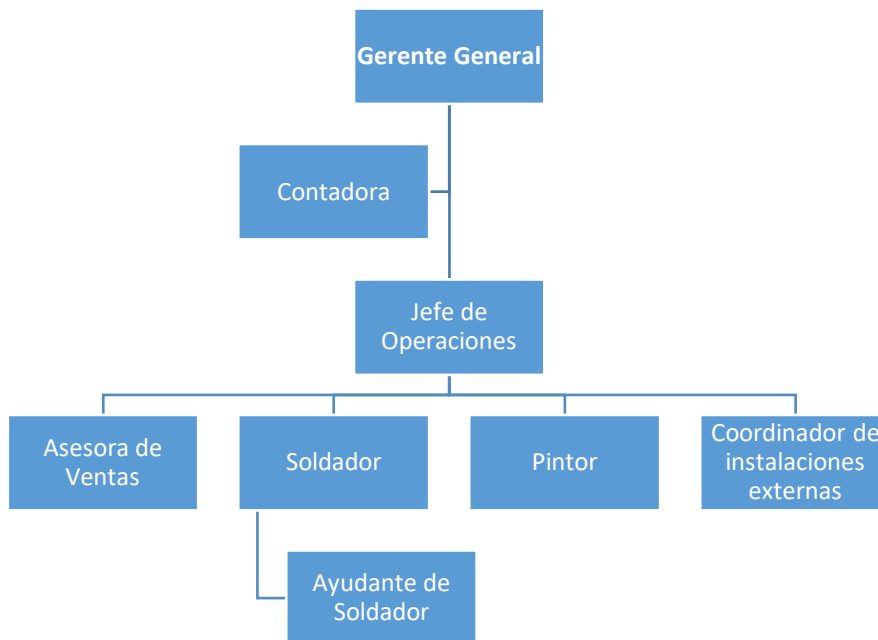 Gerente General
Contadora
Jefe de
Operaciones
Asesora de
Ventas
Soldador
Pintor
Coordinador de
instalaciones
externas
Ayudante de
Soldador